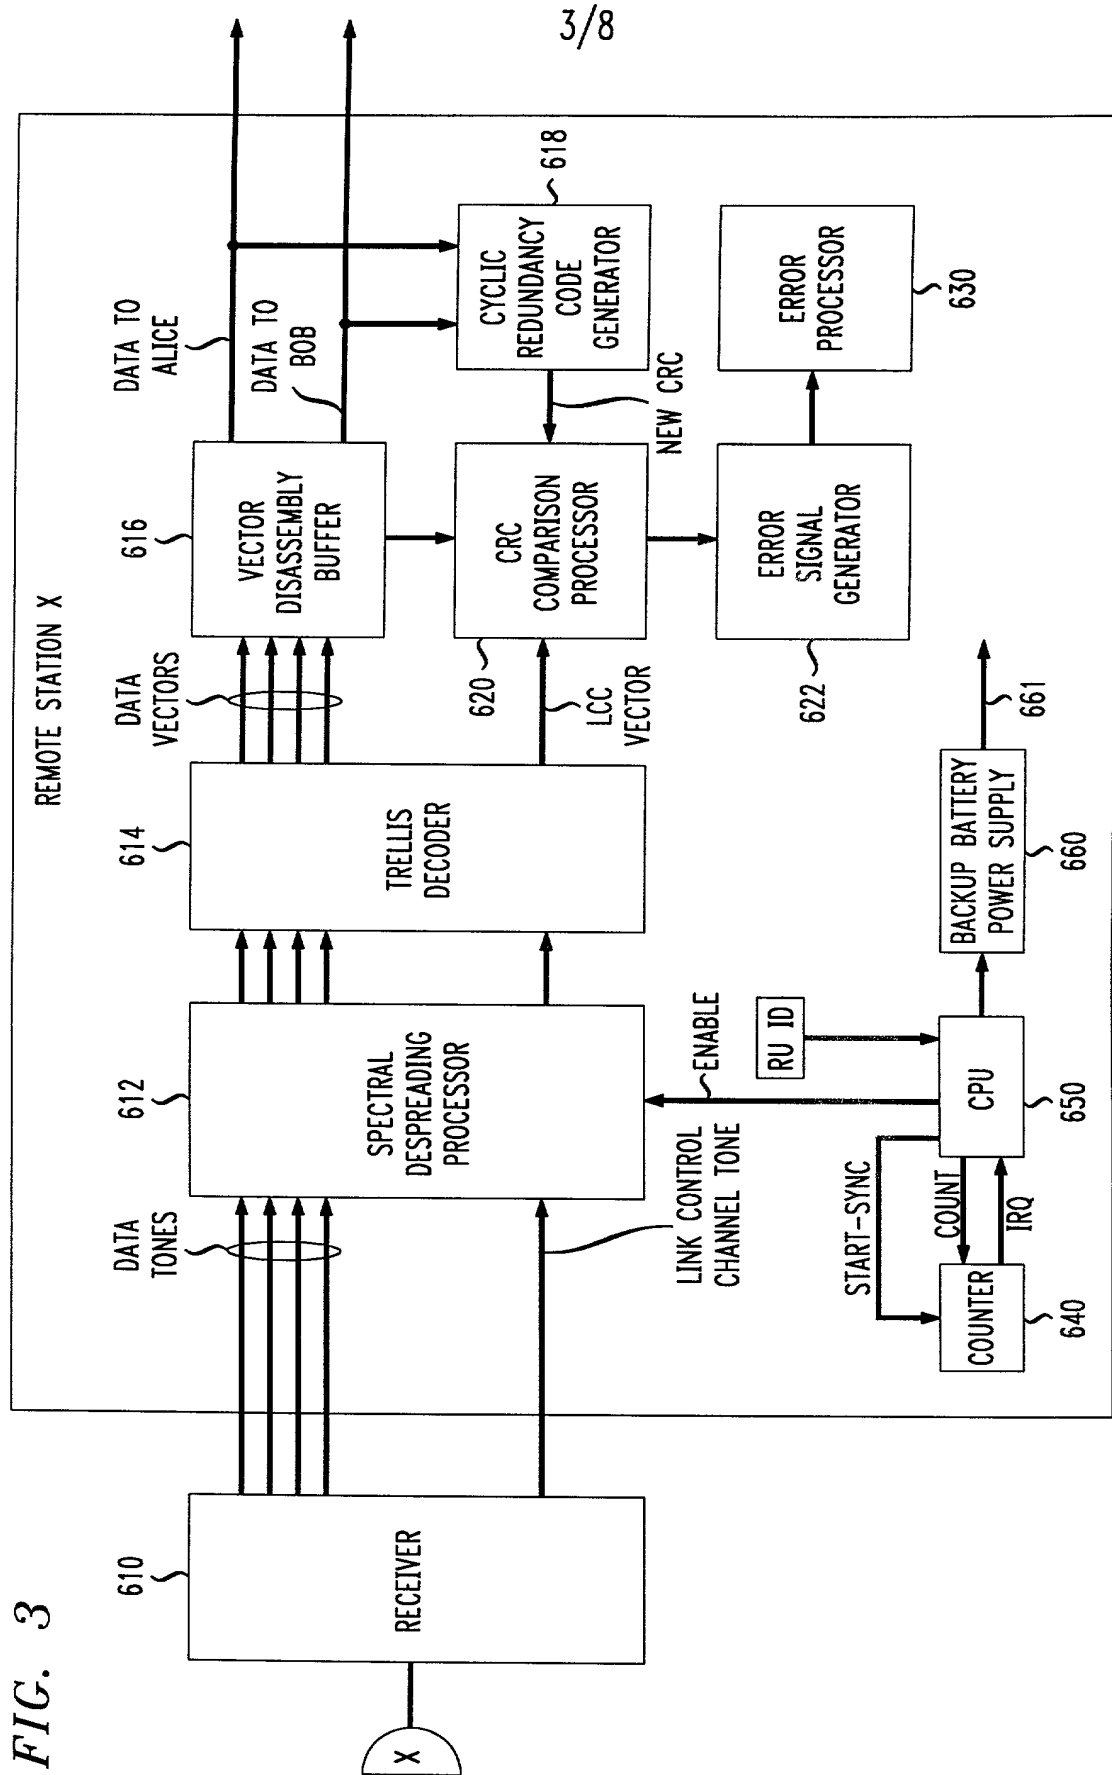 3/8
FIG. 3
REMOTE STATION X
X
610
RECEIVER
DATA
TONES
LINK CONTROL
CHANNEL TONE
612
SPECTRAL
DESPREADING
PROCESSOR
ENABLE
614
TRELLIS
DECODER
DATA
VECTORS
LCC
VECTOR
616
VECTOR
DISASSEMBLY
BUFFER
DATA TO
ALICE
DATA TO
BOB
620
CRC
COMPARISON
PROCESSOR
NEW CRC
CYCLIC
REDUNDANCY
CODE
GENERATOR
618
622
ERROR
SIGNAL
GENERATOR
ERROR
PROCESSOR
630
START-SYNC
COUNT
IRQ
COUNTER
640
RU ID
CPU
650
BACKUP BATTERY
POWER SUPPLY
660
661